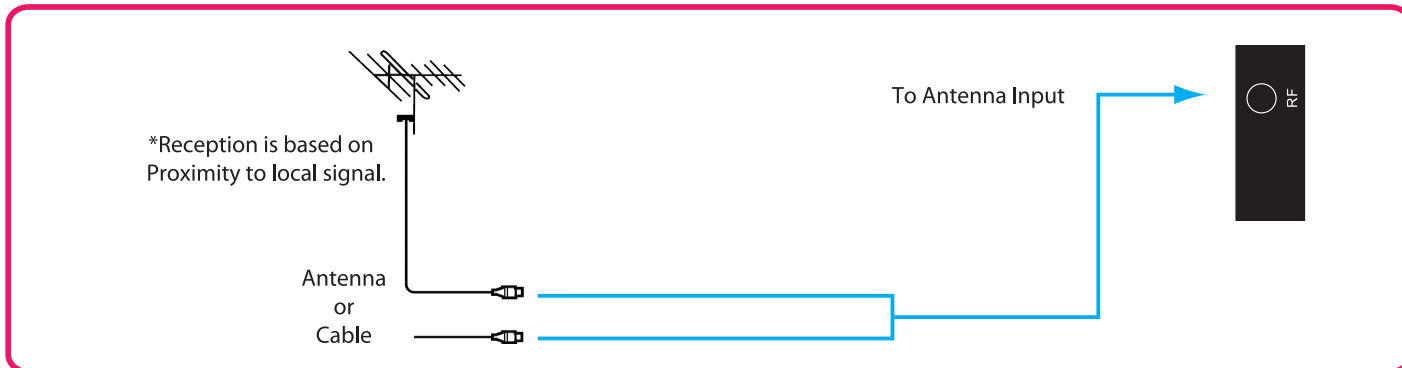 To Antenna Input
RF
*Reception is based on
Proximity to local signal.
Antenna
or
Cable